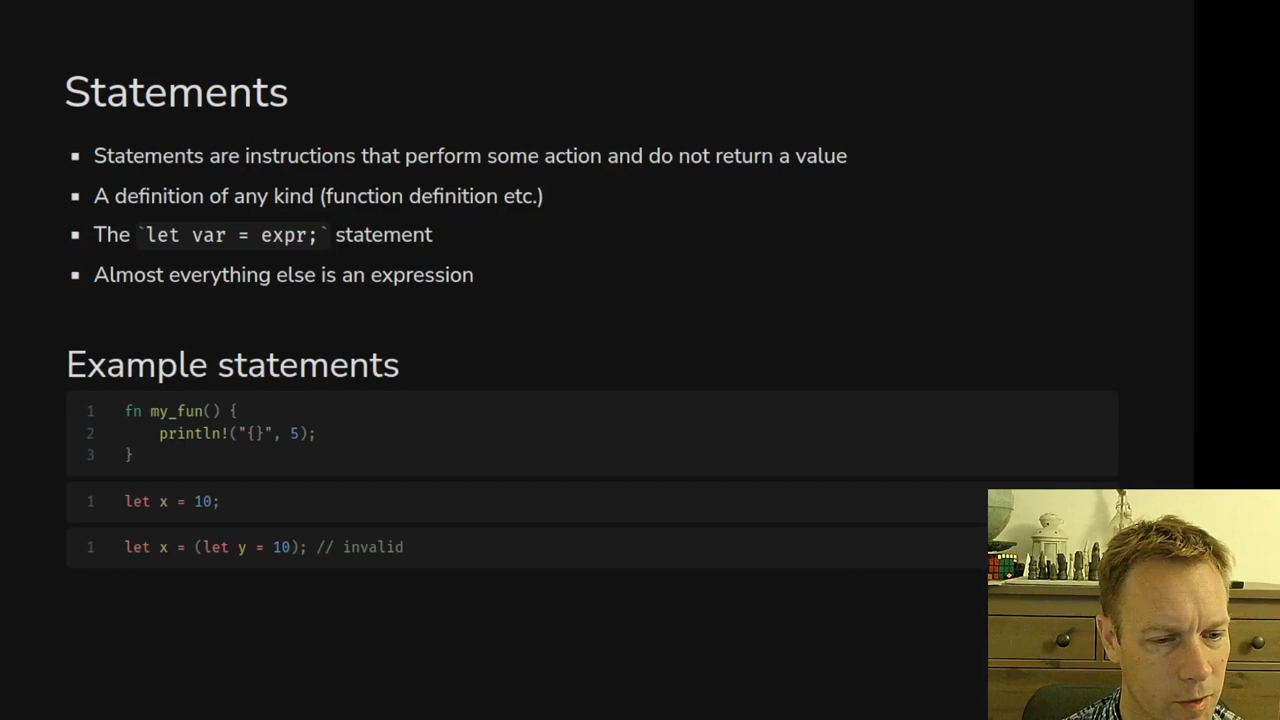 Statements
Statements are instructions that perform some action and do not return a value
A definition of any kind (function definition etc.)
The `let var = expr;` statement
Almost everything else is an expression
Example statements
1 fn my_fun() {
2 println!("{}", 5);
3 }
1 let x = 10;
1 let x = (let y = 10); // invalid